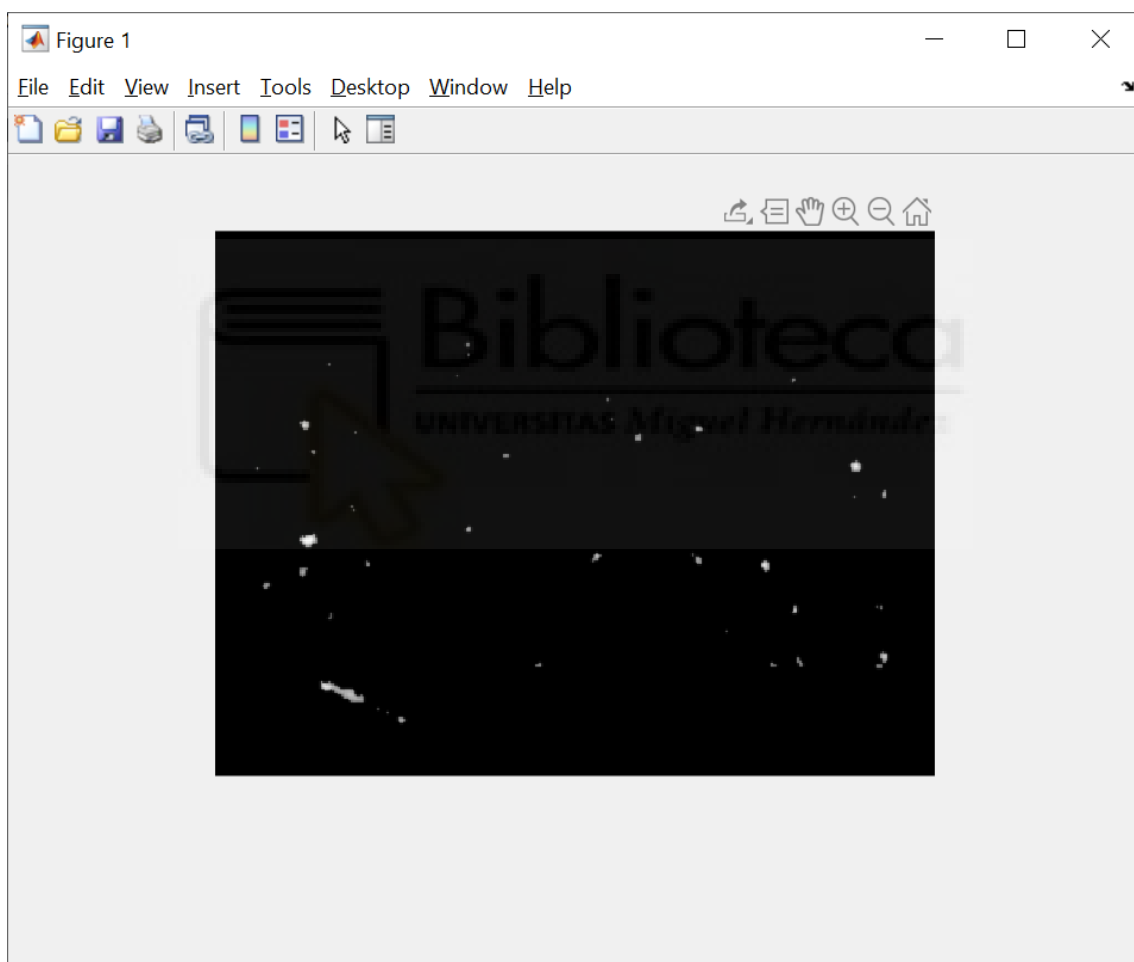 Figure 1
File Edit View Insert Tools Desktop Window Help
Biblioteca
UNIVERSITAS Miguel Hernández